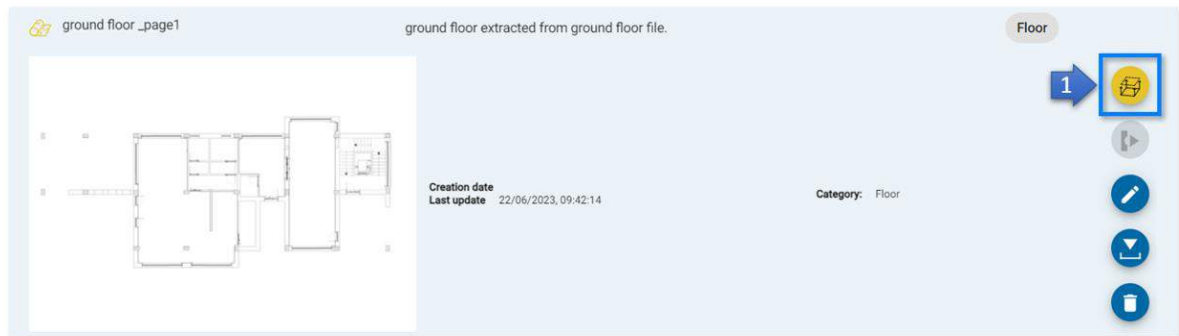 ground floor _page1
ground floor extracted from ground floor file.
Floor
1
Creation date
Last update 22/06/2023, 09:42:14
Category: Floor